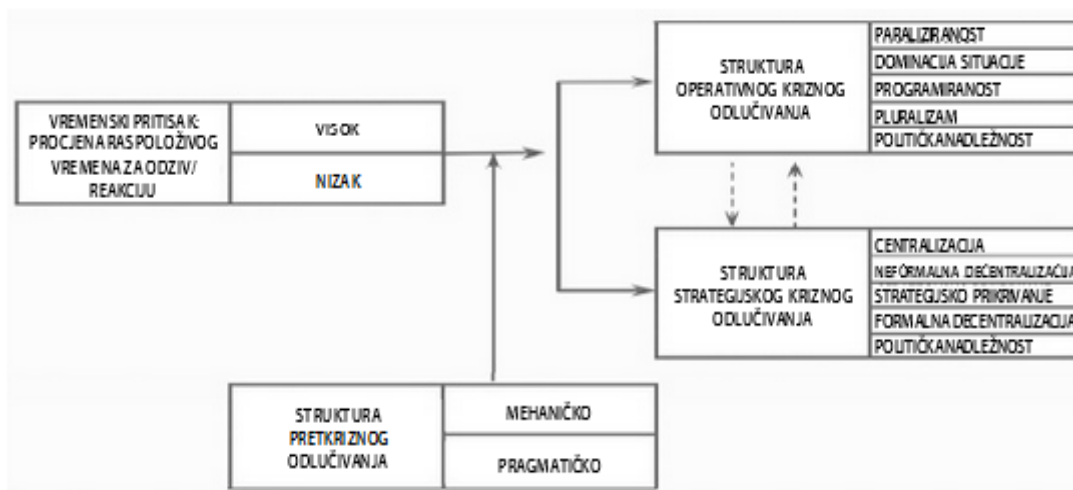 VREMENSKI PRITISAK:
PROCJENA RASPOLOŽIVOG
VREMENA ZA ODZIV/
REAKCIJU
VISOK
NIZAK
STRUKTURA
OPERATIVNOG KRIZNOG
ODLUČIVANJA
PARALIZIRANOST
DOMINACIJA SITUACIJE
PROGRAMIRANOST
PLURALIZAM
POLITIČKA NADLEŽNOST
STRUKTURA
STRATEGIJSKOG KRIZNOG
ODLUČIVANJA
CENTRALIZACIJA
NEFORMALNA DECENTRALIZACIJA
STRATEGIJSKO PRIKRIVANJE
FORMALNA DECENTRALIZACIJA
POLITIČKA NADLEŽNOST
STRUKTURA
PRETKRIZNOG
ODLUČIVANJA
MEHANIČKO
PRAGMATIČKO